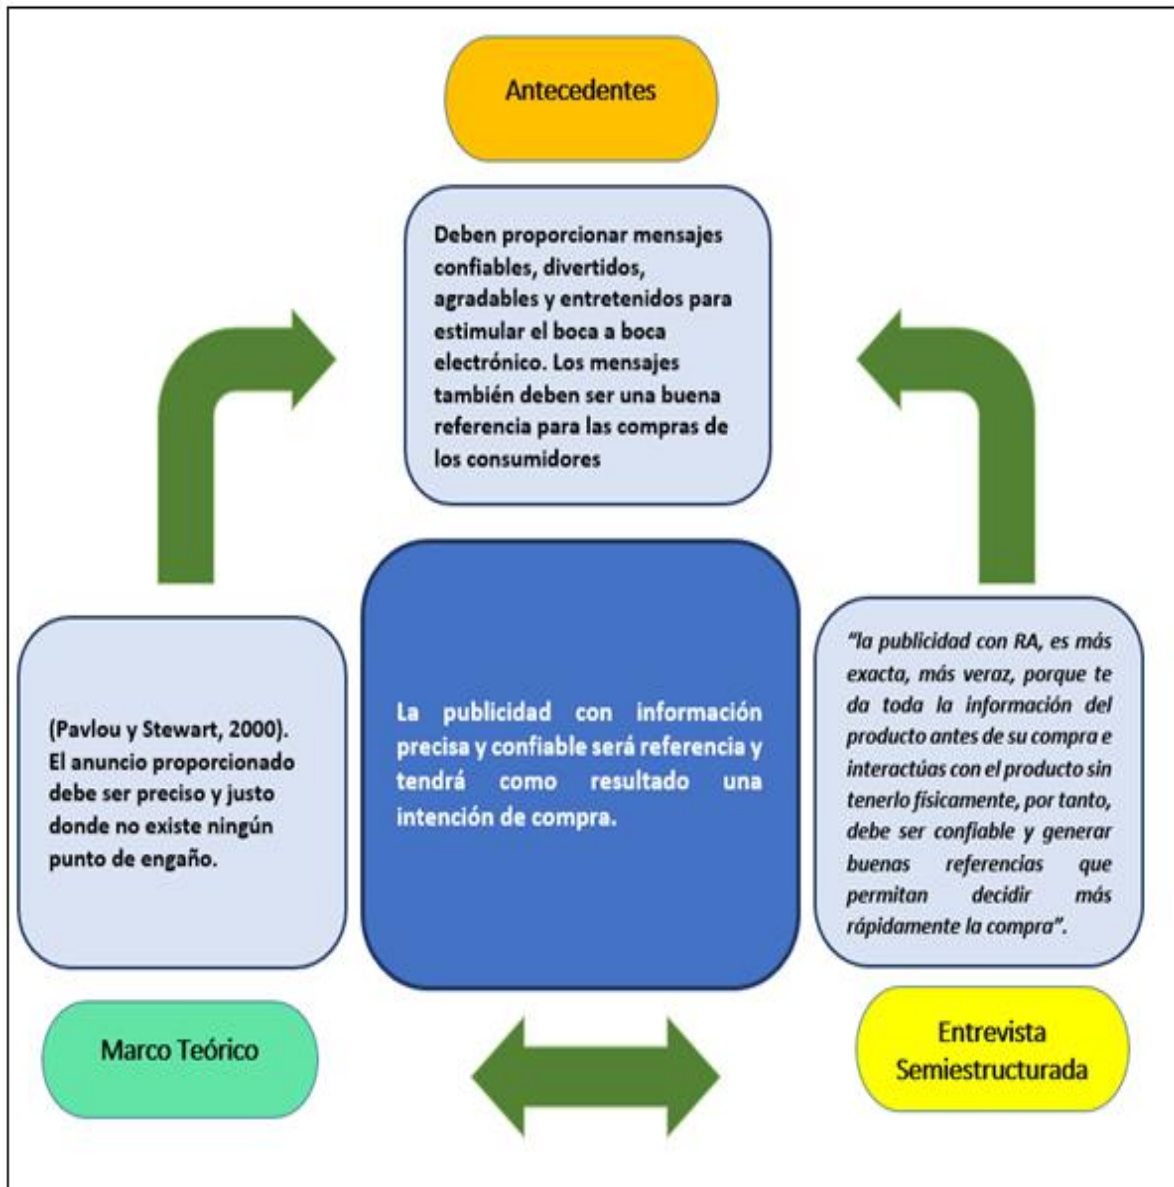 Antecedentes
Deben proporcionar mensajes
confiables, divertidos,
agradables y entretenidos para
estimular el boca a boca
electrónico. Los mensajes
también deben ser una buena
referencia para las compras de
los consumidores
(Pavlou y Stewart, 2000).
El anuncio proporcionado
debe ser preciso y justo
donde no existe ningún
punto de engaño.
La publicidad con información
precisa y confiable será referencia y
tendrá como resultado una
intención de compra.
“la publicidad con RA, es más
exacta, más veraz, porque te
da toda la información del
producto antes de su compra e
interactúas con el producto sin
tenerlo físicamente, por tanto,
debe ser confiable y generar
buenas referencias que
permitan decidir más
rápidamente la compra”.
Marco Teórico
Entrevista
Semiestructurada